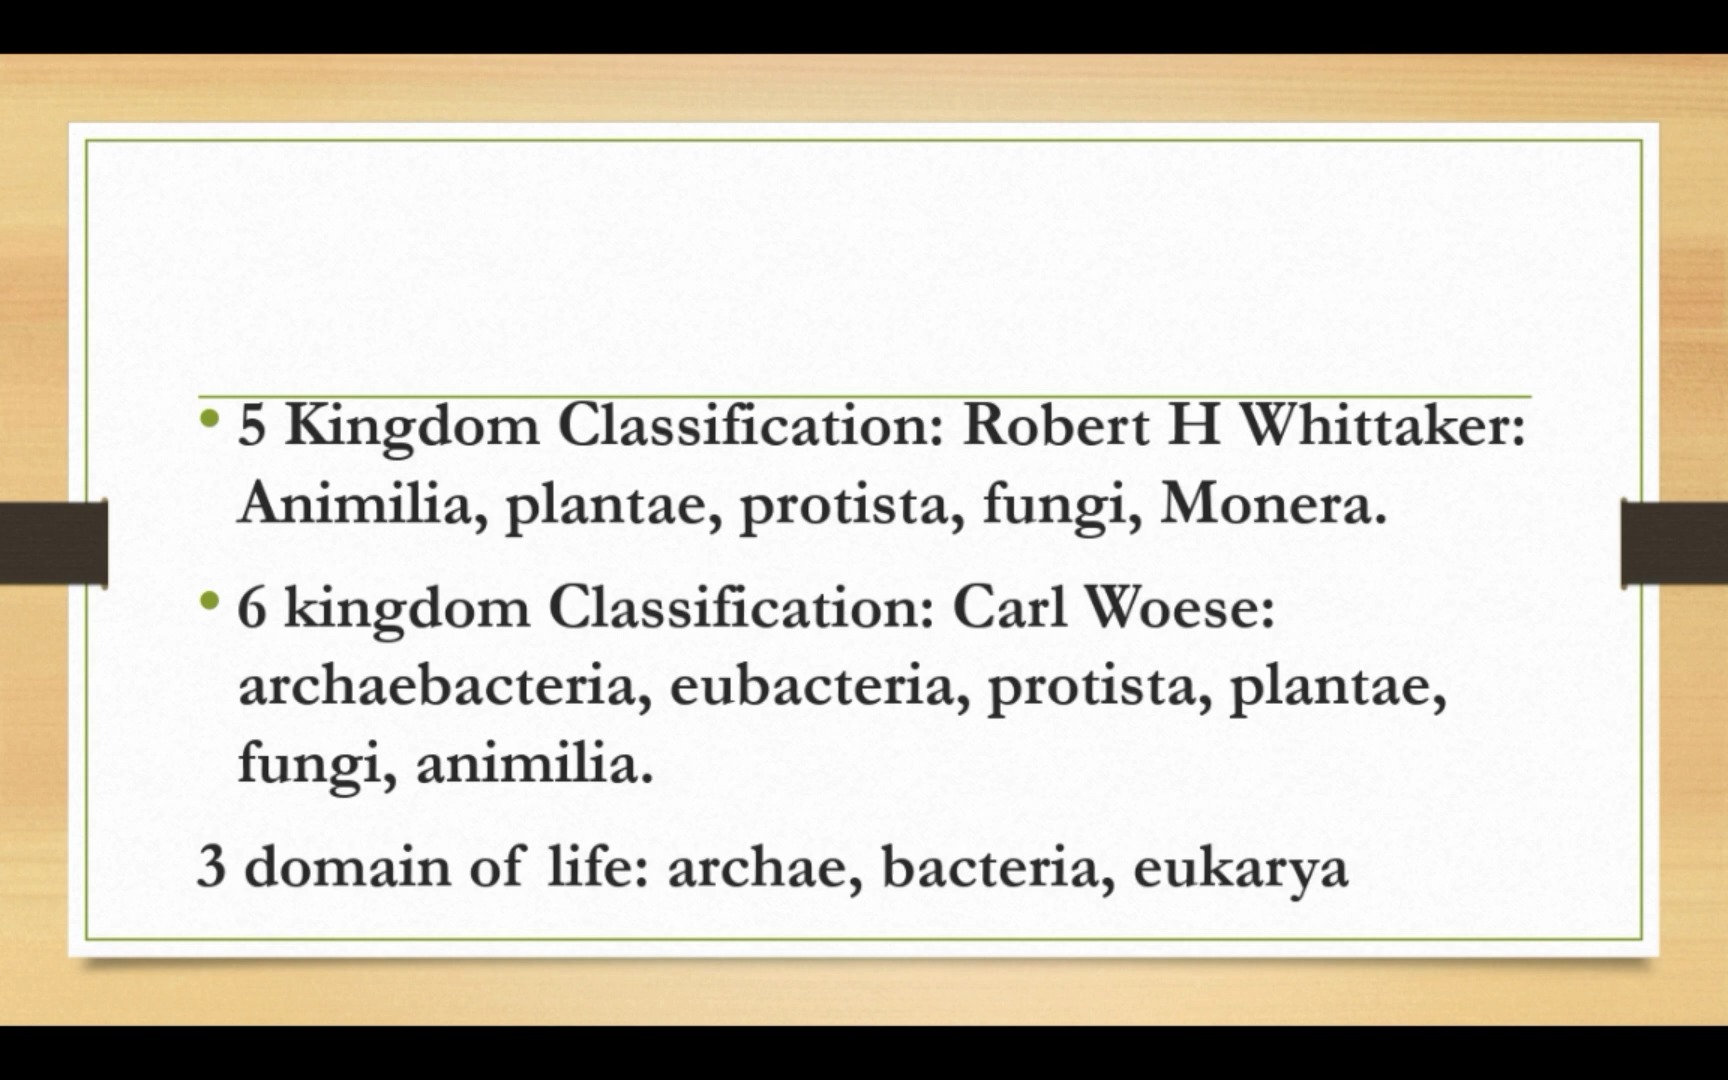 • 5 Kingdom Classification: Robert H Whittaker:
Animilia, plantae, protista, fungi, Monera.
• 6 kingdom Classification: Carl Woese:
archaebacteria, eubacteria, protista, plantae,
fungi, animilia.
3 domain of life: archae, bacteria, eukarya